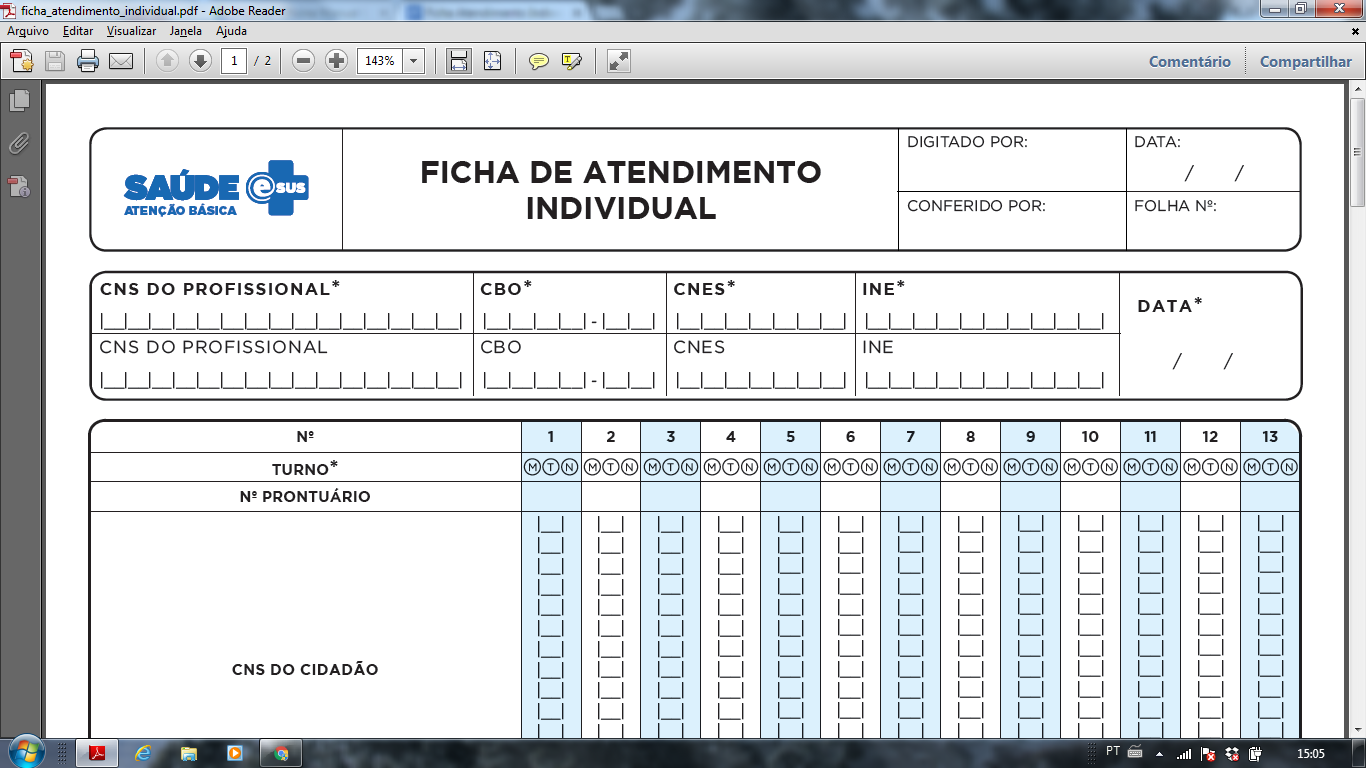 ficha_atendimento_individual.pdf - Adobe Reader
Arquivo Editar Visualizar Janela Ajuda
1 / 2 143% Comentário Compartilhar
SAÚDE e SUS
ATENÇÃO BÁSICA
FICHA DE ATENDIMENTO
INDIVIDUAL
DIGITADO POR: DATA:
/ /
CONFERIDO POR: FOLHA Nº:
CNS DO PROFISSIONAL* CBO* CNES* INE* DATA*
CNS DO PROFISSIONAL CBO CNES INE
/ /
Nº 1 2 3 4 5 6 7 8 9 10 11 12 13
TURNO* M T N M T N M T N M T N M T N M T N M T N M T N M T N M T N M T N M T N M T N
Nº PRONTUÁRIO
CNS DO CIDADÃO
PT 15:05